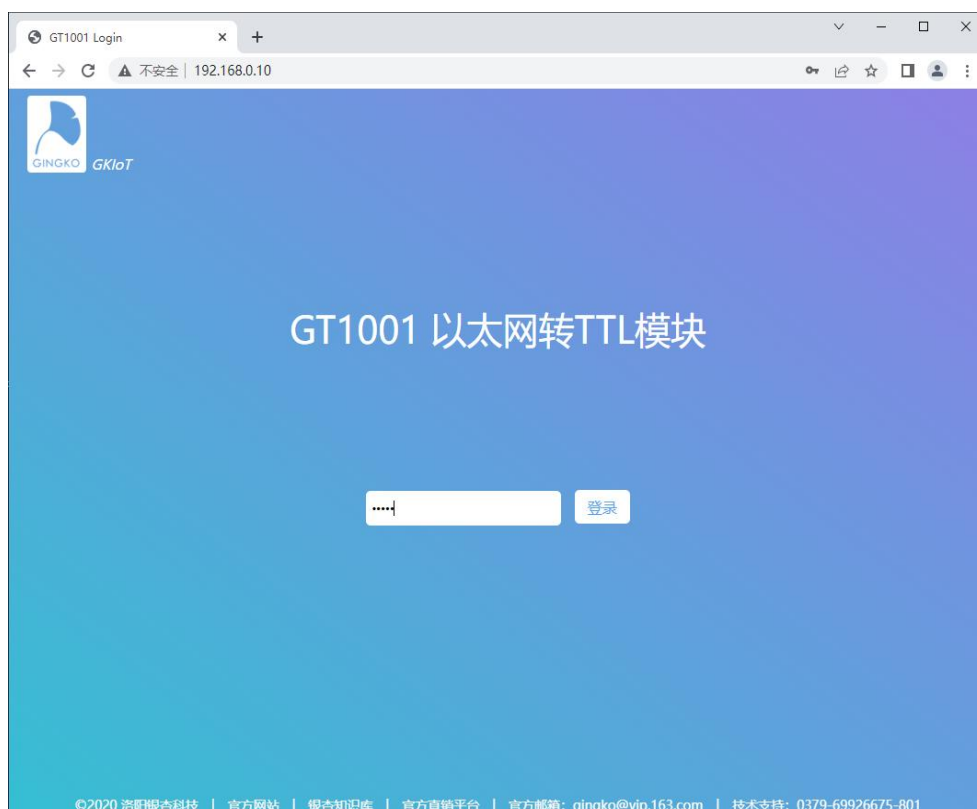 GT1001 Login
不安全 | 192.168.0.10
GINGKO GKIoT
GT1001 以太网转TTL模块
•••••
登录
©2020 洛阳银杏科技 | 官方网站 | 银杏知识库 | 官方直销平台 | 官方邮箱：gingko@vip.163.com | 技术支持：0379-69926675-801